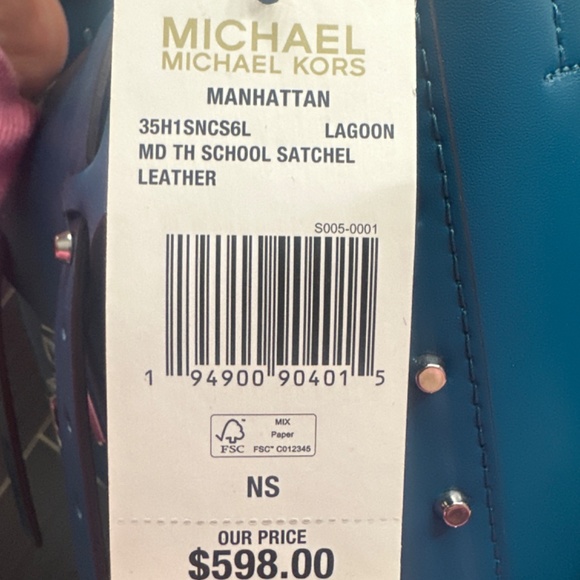 MICHAEL
MICHAEL KORS
MANHATTAN
35H1SNCS6L LAGOON
MD TH SCHOOL SATCHEL
LEATHER
S005-0001
1 94900 90401 5
MIX
Paper
FSC FSC™ C012345
NS
OUR PRICE
$598.00